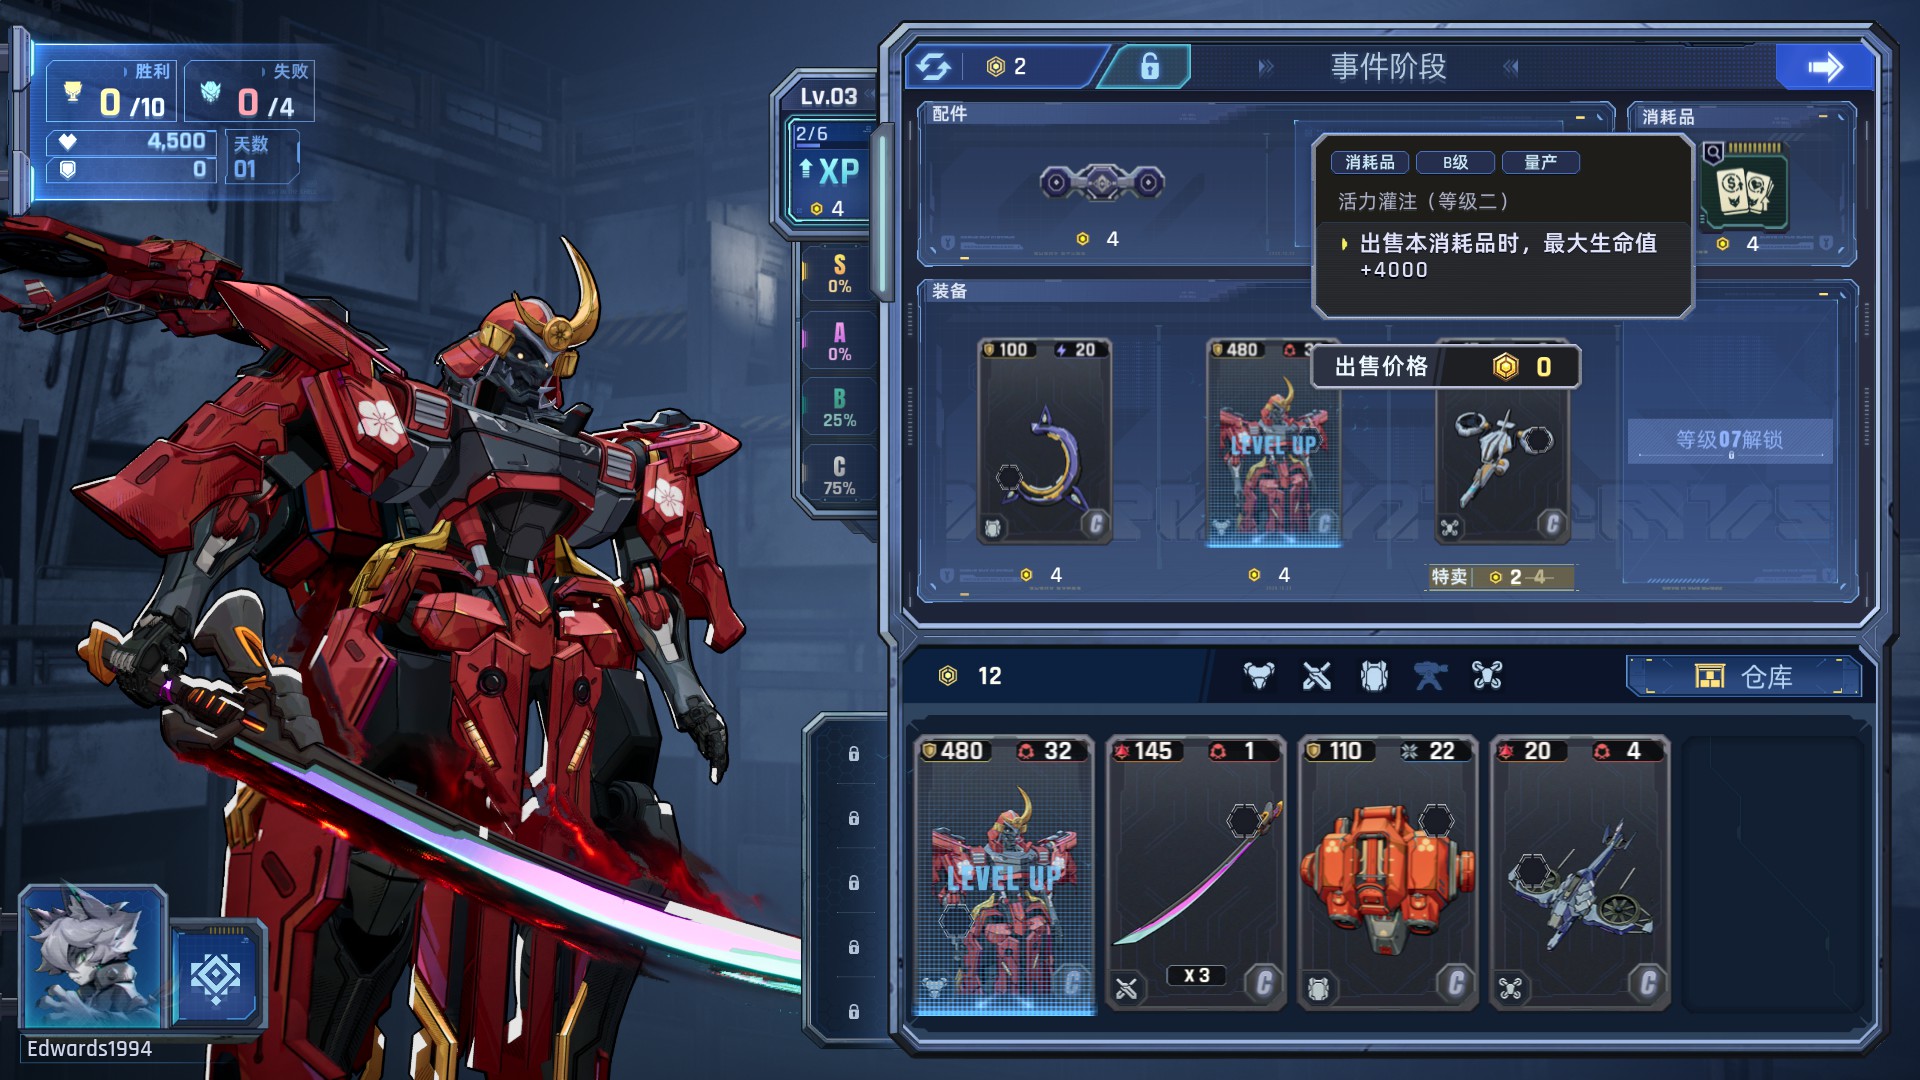 胜利
0/10
失败
0/4
4,500
0
天数
01
Lv.03
2/6
XP
4
S
0%
A
0%
B
25%
C
75%
2
事件阶段
配件
4
消耗品
4
消耗品 B级 量产
活力灌注（等级二）
出售本消耗品时，最大生命值
+4000
出售价格 0
装备
100 20
C
4
480
LEVEL UP
C
4
C
特卖 2 4
等级07解锁
12
仓库
480 32
LEVEL UP
C
145 1
X3
C
110 22
C
20 4
C
Edwards1994